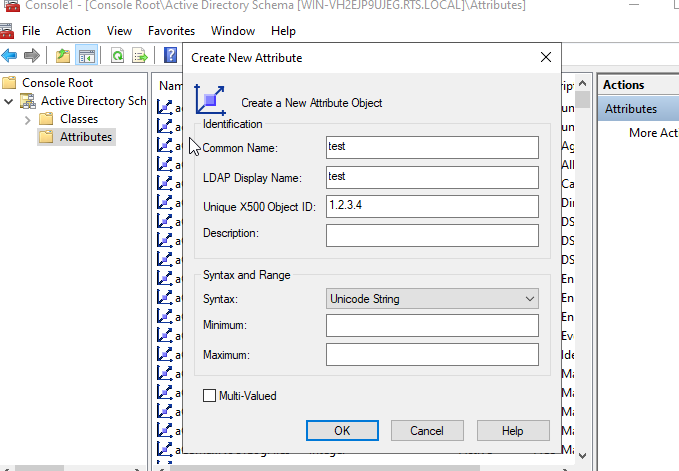 Console1 - [Console Root\Active Directory Schema [WIN-VH2EJP9UJEG.RTS.LOCAL]\Attributes]
File Action View Favorites Window Help
Console Root
Active Directory Sch
Classes
Attributes
Create New Attribute
Create a New Attribute Object
Identification
Common Name: test
LDAP Display Name: test
Unique X500 Object ID: 1.2.3.4
Description:
Syntax and Range
Syntax: Unicode String
Minimum:
Maximum:
Multi-Valued
OK Cancel Help
Actions
Attributes
More Act